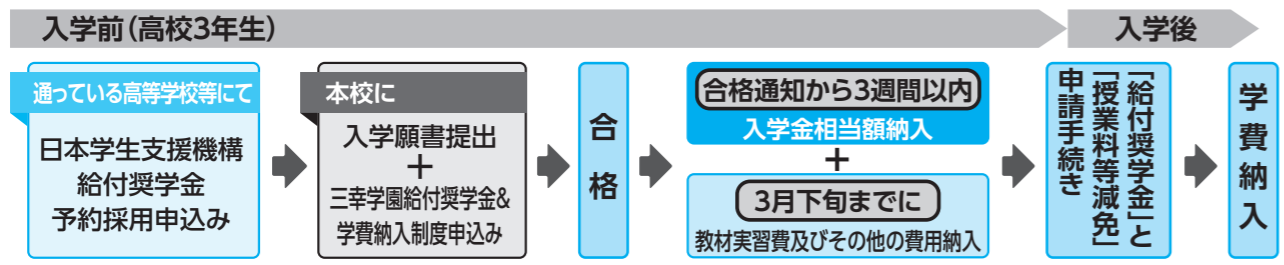 入学前(高校3年生)
入学後
通っている高等学校等にて
日本学生支援機構
給付奨学金
予約採用申込み
本校に
入学願書提出
+
三幸学園給付奨学金&
学費納入制度申込み
合格
合格通知から3週間以内
入学金相当額納入
+
3月下旬までに
教材実習費及びその他の費用納入
「給付奨学金」と
「授業料等減免」
申請手続き
学費納入